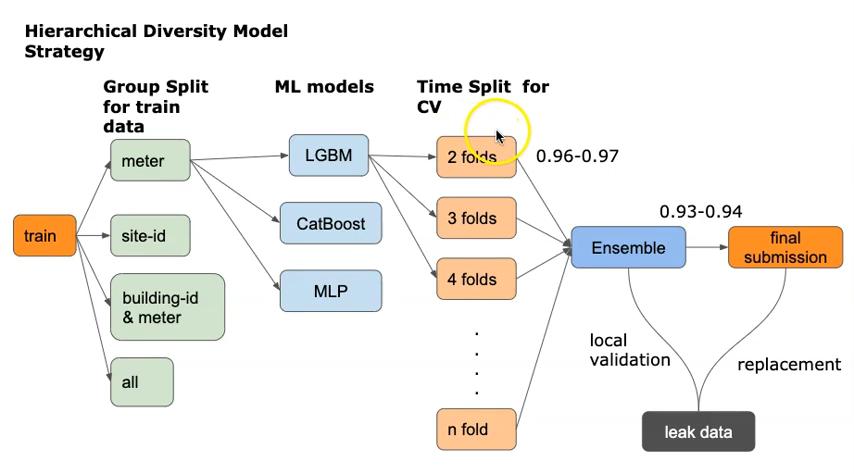 Hierarchical Diversity Model
Strategy
Group Split
for train
data
ML models
Time Split for
CV
meter
LGBM
2 folds
0.96-0.97
train
site-id
CatBoost
3 folds
0.93-0.94
Ensemble
final
submission
building-id
& meter
MLP
4 folds
all
local
validation
replacement
n fold
leak data